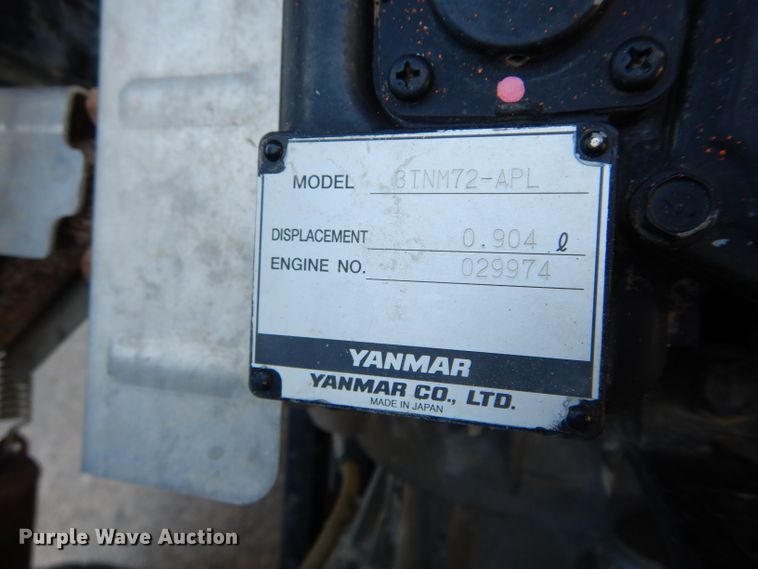 MODEL 3TNM72-APL
DISPLACEMENT 0.904 ℓ
ENGINE NO. 029974
YANMAR
YANMAR CO., LTD.
MADE IN JAPAN
Purple Wave Auction